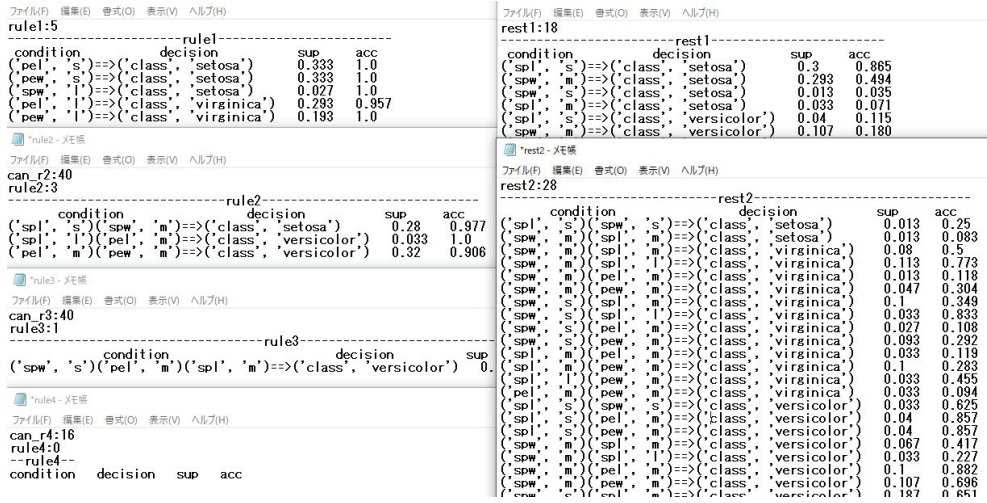 ファイル(F) 編集(E) 書式(O) 表示(V) ヘルプ(H)
rule1:5
------------------------rule1------------------------
condition decision sup acc
('pel', 's')==>('class', 'setosa') 0.333 1.0
('pew', 's')==>('class', 'setosa') 0.333 1.0
('spw', 'l')==>('class', 'setosa') 0.027 1.0
('pel', 'l')==>('class', 'virginica') 0.293 0.957
('pew', 'l')==>('class', 'virginica') 0.193 1.0
*rule2 - メモ帳
ファイル(F) 編集(E) 書式(O) 表示(V) ヘルプ(H)
can_r2:40
rule2:3
------------------------------rule2------------------------------
condition decision sup acc
('spl', 's')('spw', 'm')==>('class', 'setosa') 0.28 0.977
('spl', 'l')('pel', 'm')==>('class', 'versicolor') 0.033 1.0
('pel', 'm')('pew', 'm')==>('class', 'versicolor') 0.32 0.906
*rule3 - メモ帳
ファイル(F) 編集(E) 書式(O) 表示(V) ヘルプ(H)
can_r3:40
rule3:1
-----------------------------------rule3------------------------------
condition decision sup
('spw', 's')('pel', 'm')('spl', 'm')==>('class', 'versicolor') 0.
*rule4 - メモ帳
ファイル(F) 編集(E) 書式(O) 表示(V) ヘルプ(H)
can_r4:16
rule4:0
--rule4--
condition decision sup acc
ファイル(F) 編集(E) 書式(O) 表示(V) ヘルプ(H)
rest1:18
------------------------rest1------------------------
condition decision sup acc
('spl', 's')==>('class', 'setosa') 0.3 0.865
('spw', 'm')==>('class', 'setosa') 0.293 0.494
('spw', 's')==>('class', 'setosa') 0.013 0.035
('spl', 'm')==>('class', 'setosa') 0.033 0.071
('spl', 's')==>('class', 'versicolor') 0.04 0.115
('spw', 'm')==>('class', 'versicolor') 0.107 0.180
*rest2 - メモ帳
ファイル(F) 編集(E) 書式(O) 表示(V) ヘルプ(H)
rest2:28
------------------------------rest2------------------------------
condition decision sup acc
('spl', 's')('spw', 's')==>('class', 'setosa') 0.013 0.25
('spw', 'm')('spl', 'm')==>('class', 'setosa') 0.013 0.083
('spw', 'm')('spl', 'm')==>('class', 'virginica') 0.08 0.5
('spw', 'm')('spl', 'l')==>('class', 'virginica') 0.113 0.773
('spw', 'm')('pel', 'm')==>('class', 'virginica') 0.013 0.118
('spw', 'm')('pew', 'm')==>('class', 'virginica') 0.047 0.304
('spw', 's')('spl', 'm')==>('class', 'virginica') 0.1 0.349
('spw', 's')('spl', 'l')==>('class', 'virginica') 0.033 0.833
('spw', 's')('pel', 'm')==>('class', 'virginica') 0.027 0.108
('spw', 's')('pew', 'm')==>('class', 'virginica') 0.093 0.292
('spl', 'm')('pel', 'm')==>('class', 'virginica') 0.033 0.119
('spl', 'm')('pew', 'm')==>('class', 'virginica') 0.1 0.283
('spl', 'l')('pew', 'm')==>('class', 'virginica') 0.033 0.455
('pel', 'm')('pew', 'm')==>('class', 'virginica') 0.033 0.094
('spl', 's')('spw', 's')==>('class', 'versicolor') 0.033 0.625
('spl', 's')('pel', 'm')==>('class', 'versicolor') 0.04 0.857
('spl', 's')('pew', 'm')==>('class', 'versicolor') 0.04 0.857
('spw', 'm')('spl', 'm')==>('class', 'versicolor') 0.067 0.417
('spw', 'm')('spl', 'l')==>('class', 'versicolor') 0.033 0.227
('spw', 'm')('pel', 'm')==>('class', 'versicolor') 0.1 0.882
('spw', 'm')('pew', 'm')==>('class', 'versicolor') 0.107 0.696
('spw', 's')('spl', 'm')==>('class', 'versicolor') 0.187 0.651